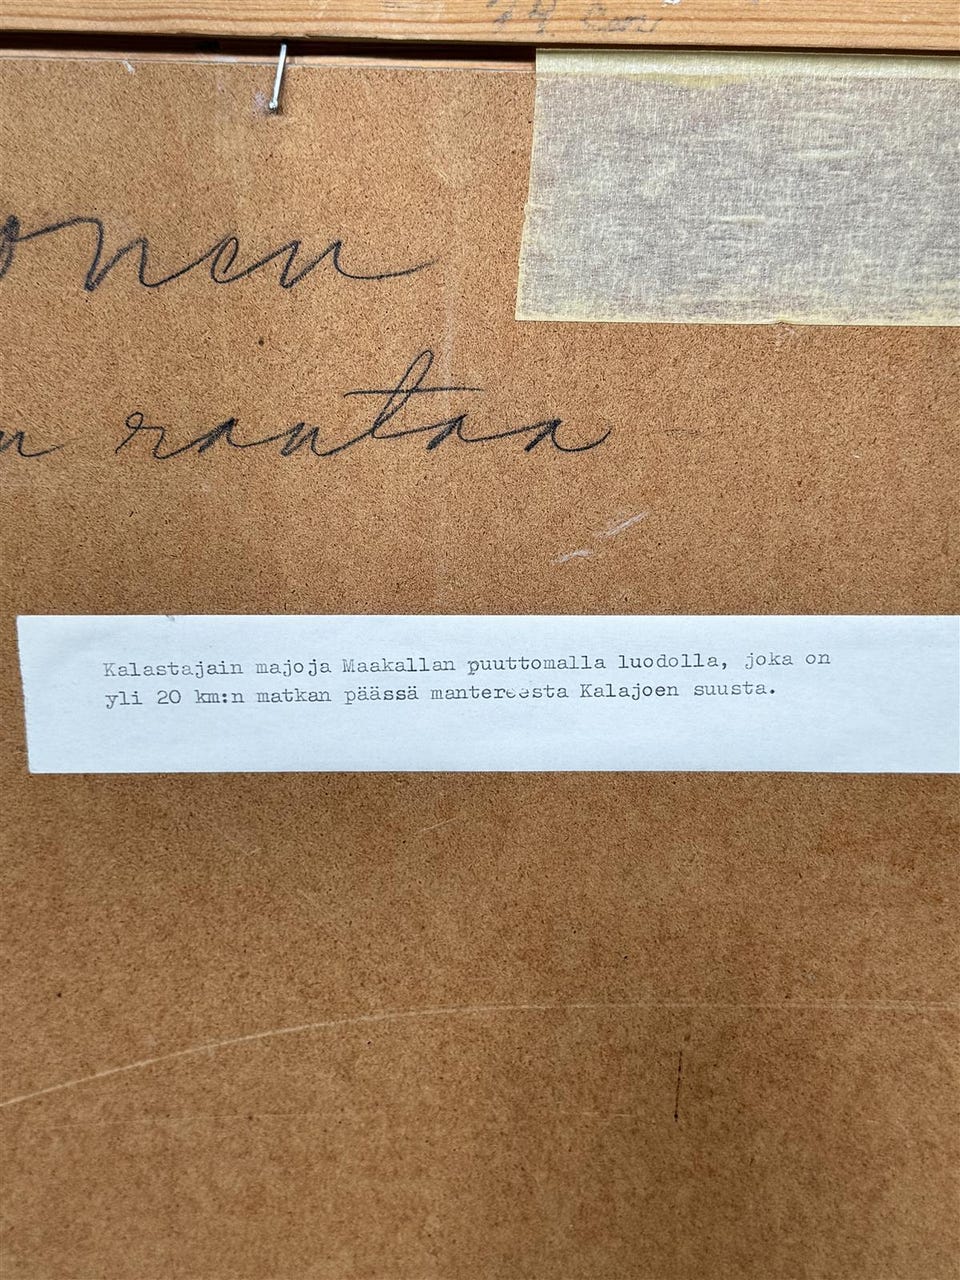 onen
n rantaa
Kalastajain majoja Maakallan puuttomalla luodolla, joka on
yli 20 km:n matkan päässä mantereesta Kalajoen suusta.